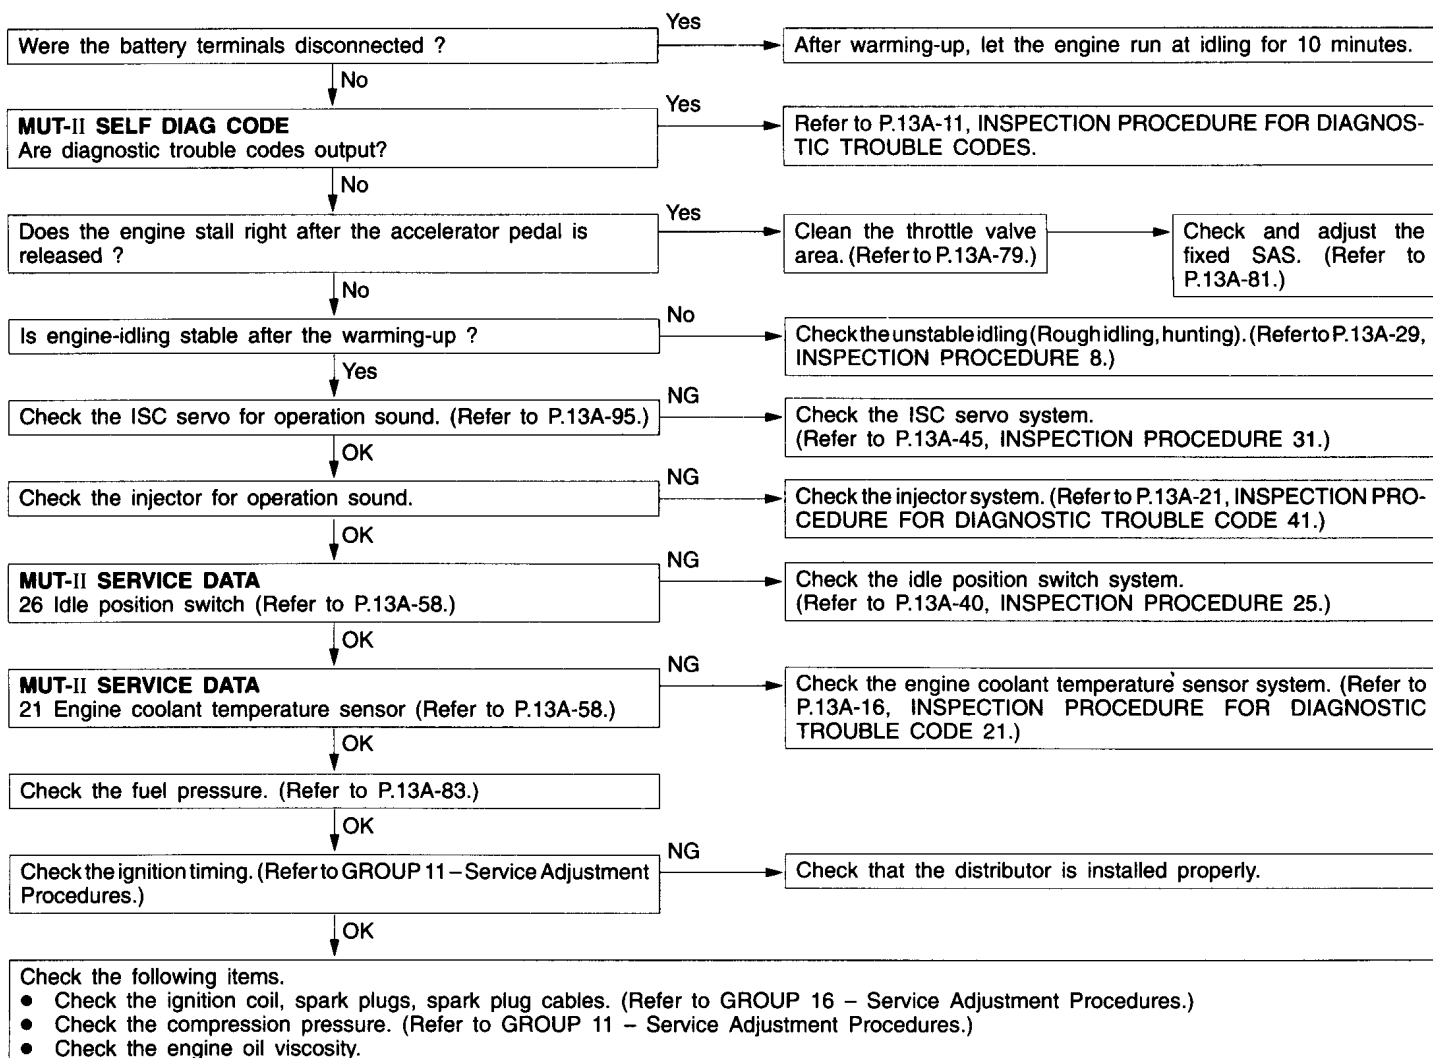 Were the battery terminals disconnected ?
Yes
After warming-up, let the engine run at idling for 10 minutes.
No
MUT-II SELF DIAG CODE
Are diagnostic trouble codes output?
Yes
Refer to P.13A-11, INSPECTION PROCEDURE FOR DIAGNOS-
TIC TROUBLE CODES.
No
Does the engine stall right after the accelerator pedal is
released ?
Yes
Clean the throttle valve
area. (Refer to P.13A-79.)
Check and adjust the
fixed SAS. (Refer to
P.13A-81.)
No
Is engine-idling stable after the warming-up ?
No
Check the unstable idling (Rough idling, hunting). (Refer to P.13A-29,
INSPECTION PROCEDURE 8.)
Yes
Check the ISC servo for operation sound. (Refer to P.13A-95.)
NG
Check the ISC servo system.
(Refer to P.13A-45, INSPECTION PROCEDURE 31.)
OK
Check the injector for operation sound.
NG
Check the injector system. (Refer to P.13A-21, INSPECTION PRO-
CEDURE FOR DIAGNOSTIC TROUBLE CODE 41.)
OK
MUT-II SERVICE DATA
26 Idle position switch (Refer to P.13A-58.)
NG
Check the idle position switch system.
(Refer to P.13A-40, INSPECTION PROCEDURE 25.)
OK
MUT-II SERVICE DATA
21 Engine coolant temperature sensor (Refer to P.13A-58.)
NG
Check the engine coolant temperature sensor system. (Refer to
P.13A-16, INSPECTION PROCEDURE FOR DIAGNOSTIC
TROUBLE CODE 21.)
OK
Check the fuel pressure. (Refer to P.13A-83.)
OK
Check the ignition timing. (Refer to GROUP 11 – Service Adjustment
Procedures.)
NG
Check that the distributor is installed properly.
OK
Check the following items.
● Check the ignition coil, spark plugs, spark plug cables. (Refer to GROUP 16 – Service Adjustment Procedures.)
● Check the compression pressure. (Refer to GROUP 11 – Service Adjustment Procedures.)
● Check the engine oil viscosity.